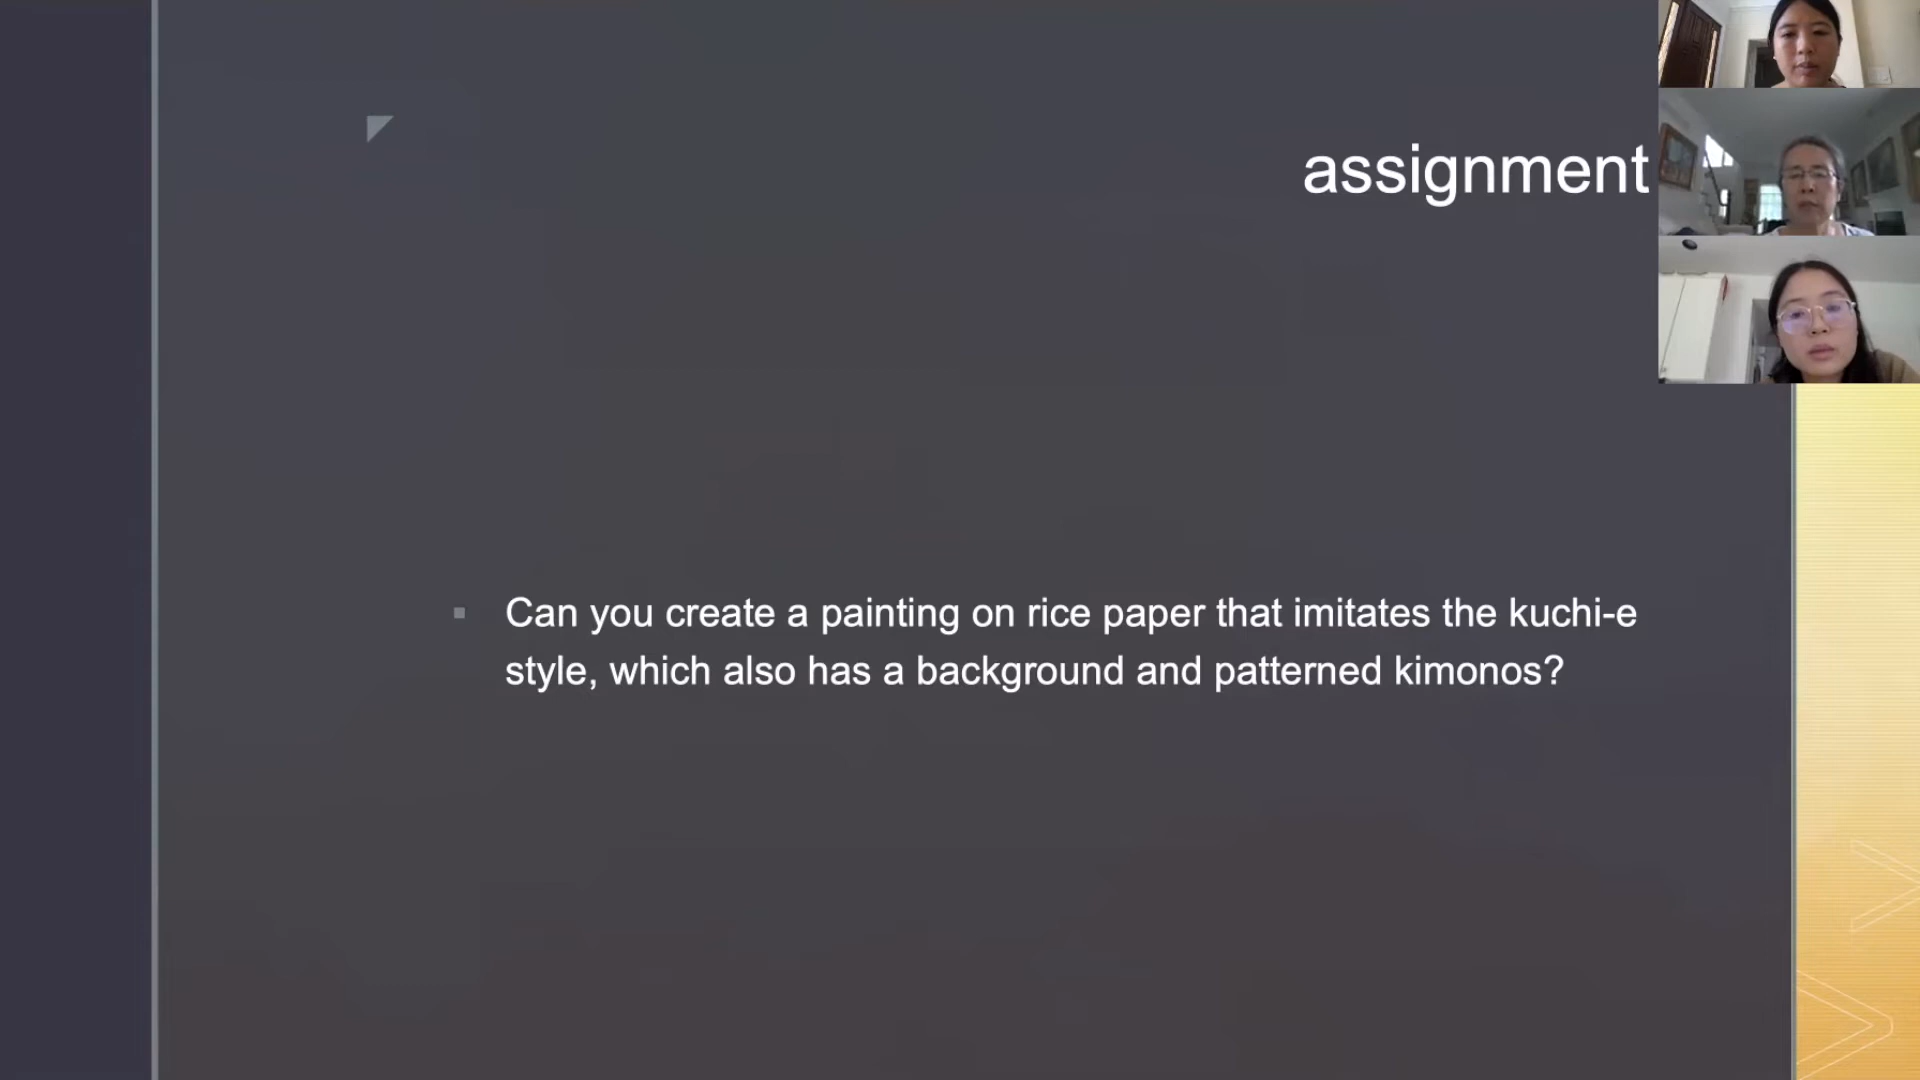 assignment
Can you create a painting on rice paper that imitates the kuchi-e
style, which also has a background and patterned kimonos?